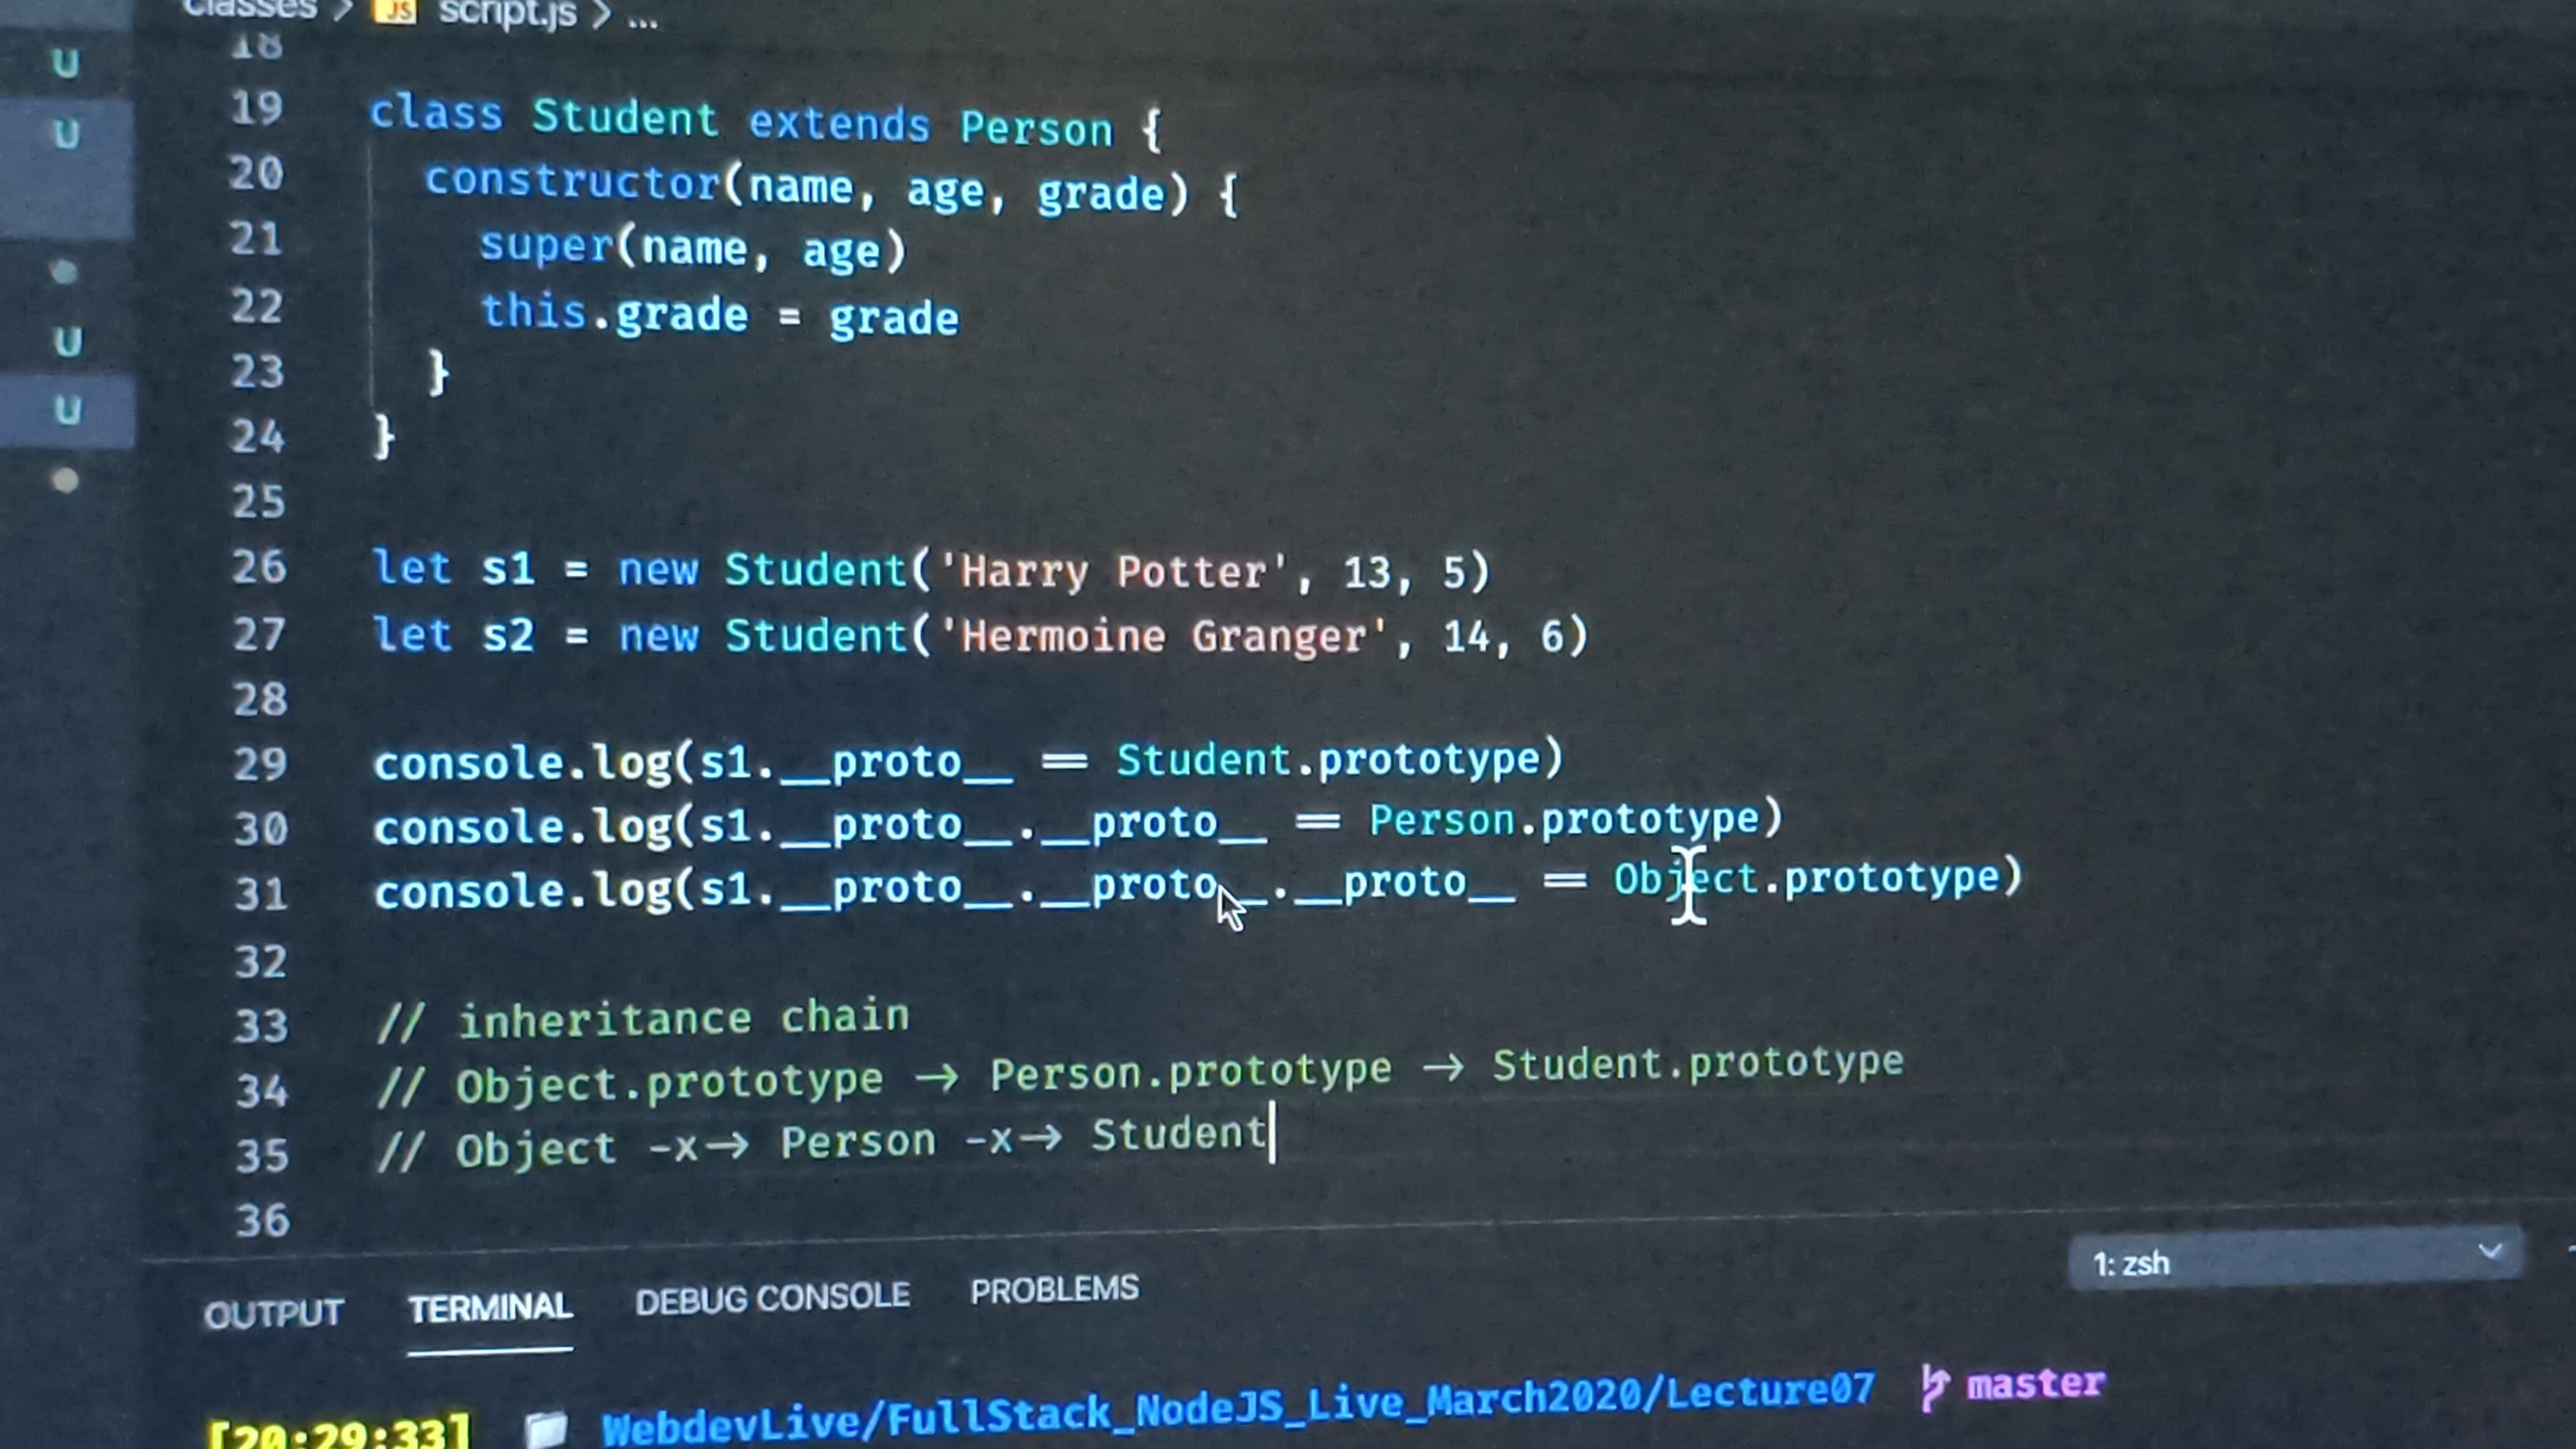 classes > JS script.js > ...
U
18
U
19 class Student extends Person {
20 constructor(name, age, grade) {
21 super(name, age)
22 this.grade = grade
U
23 }
U
24 }
25
26 let s1 = new Student('Harry Potter', 13, 5)
27 let s2 = new Student('Hermoine Granger', 14, 6)
28
29 console.log(s1.__proto__ == Student.prototype)
30 console.log(s1.__proto__.__proto__ == Person.prototype)
31 console.log(s1.__proto__.__proto__.__proto__ == Object.prototype)
32
33 // inheritance chain
34 // Object.prototype -> Person.prototype -> Student.prototype
35 // Object -x-> Person -x-> Student
36
OUTPUT TERMINAL DEBUG CONSOLE PROBLEMS 1: zsh
[20:29:33] WebdevLive/FullStack_NodeJS_Live_March2020/Lecture07 master